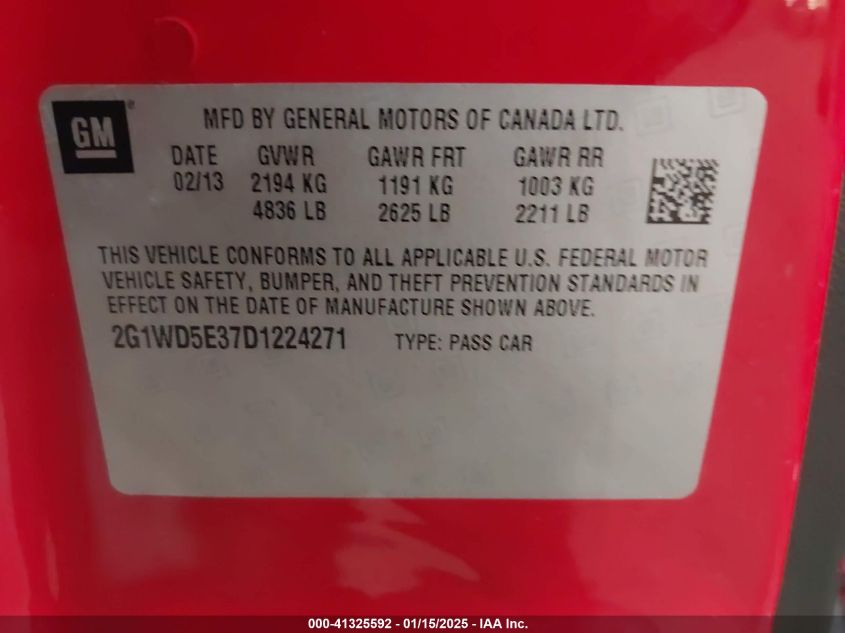 GM
MFD BY GENERAL MOTORS OF CANADA LTD.
DATE GVWR GAWR FRT GAWR RR
02/13 2194 KG 1191 KG 1003 KG
4836 LB 2625 LB 2211 LB
THIS VEHICLE CONFORMS TO ALL APPLICABLE U.S. FEDERAL MOTOR
VEHICLE SAFETY, BUMPER, AND THEFT PREVENTION STANDARDS IN
EFFECT ON THE DATE OF MANUFACTURE SHOWN ABOVE.
2G1WD5E37D1224271 TYPE: PASS CAR
000-41325592 - 01/15/2025 - IAA Inc.